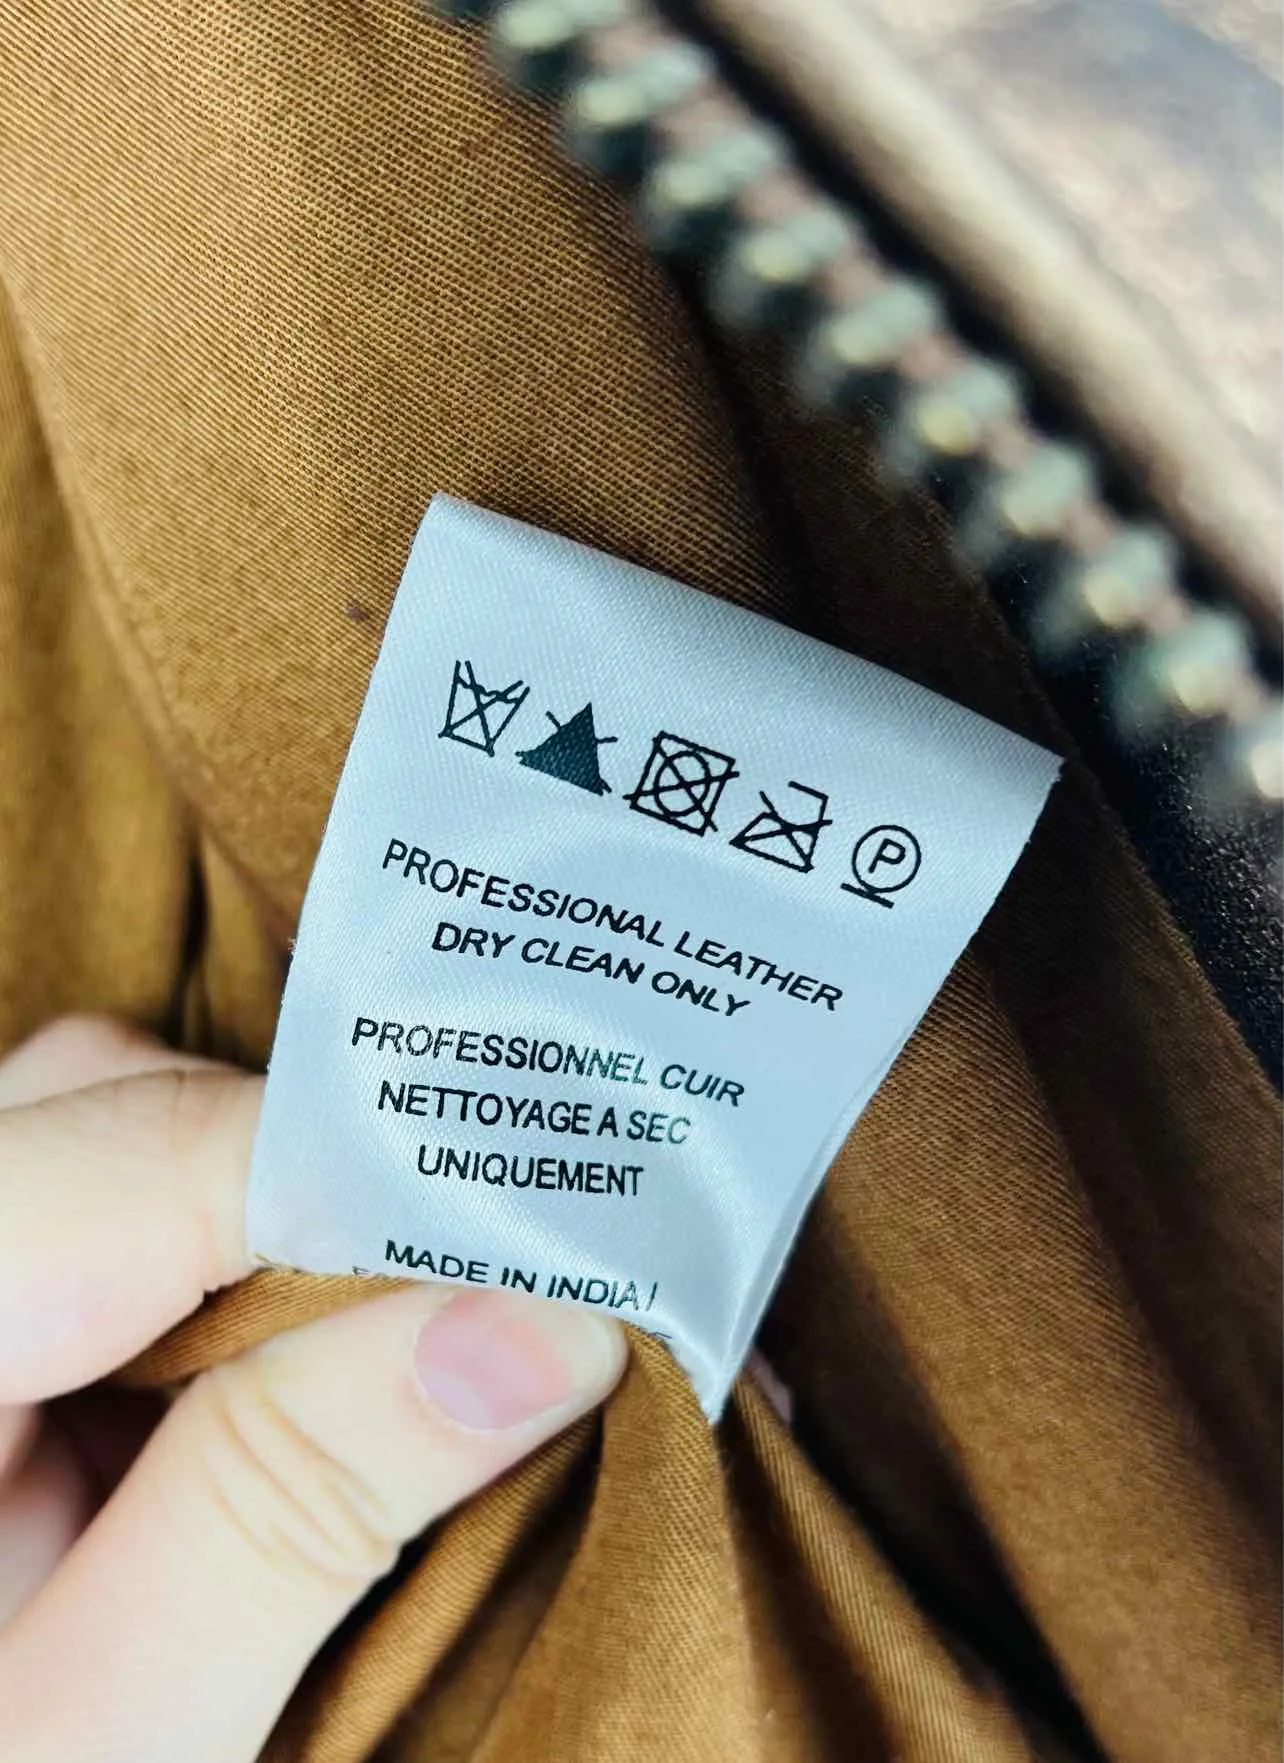 P
PROFESSIONAL LEATHER
DRY CLEAN ONLY
PROFESSIONNEL CUIR
NETTOYAGE A SEC
UNIQUEMENT
MADE IN INDIA /